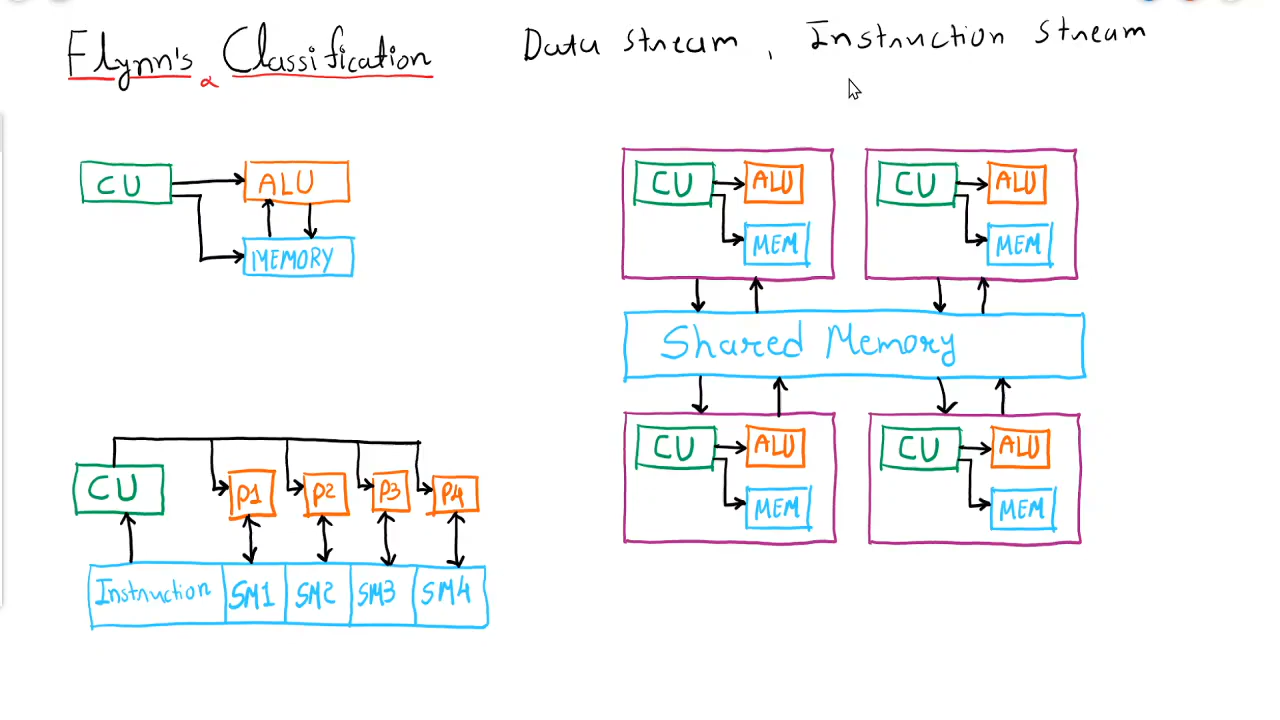 Flynn's Classification
Data stream, Instruction Stream
CU ALU
MEMORY
CU P1 P2 P3 P4
Instruction SM1 SM2 SM3 SM4
CU ALU
MEM
CU ALU
MEM
Shared Memory
CU ALU
MEM
CU ALU
MEM